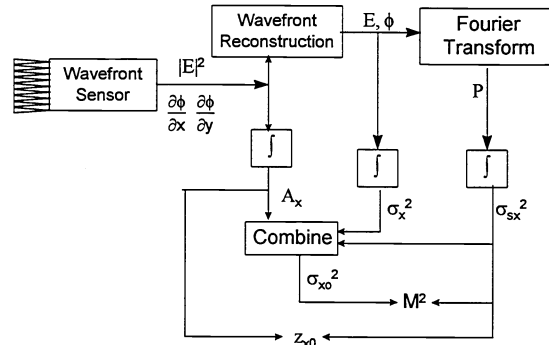 Wavefront
Sensor
|E|²
∂ϕ ∂ϕ
∂x ∂y
Wavefront
Reconstruction
E, ϕ
Fourier
Transform
P
∫
∫
∫
Aₓ
σₓ²
σₛₓ²
Combine
σₓ₀²
M²
zₓ₀